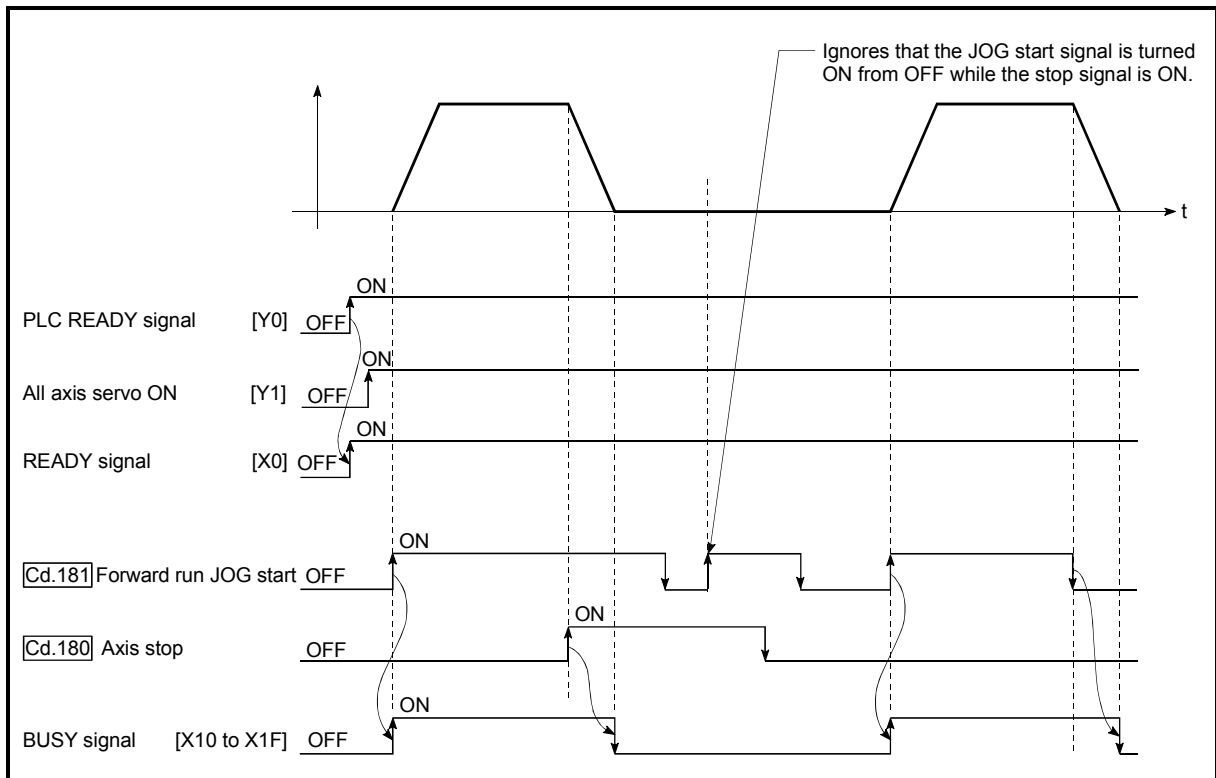 Ignores that the JOG start signal is turned
ON from OFF while the stop signal is ON.
t
ON
PLC READY signal [Y0] OFF
ON
All axis servo ON [Y1] OFF
ON
READY signal [X0] OFF
ON
Cd.181 Forward run JOG start OFF
ON
Cd.180 Axis stop OFF
ON
BUSY signal [X10 to X1F] OFF